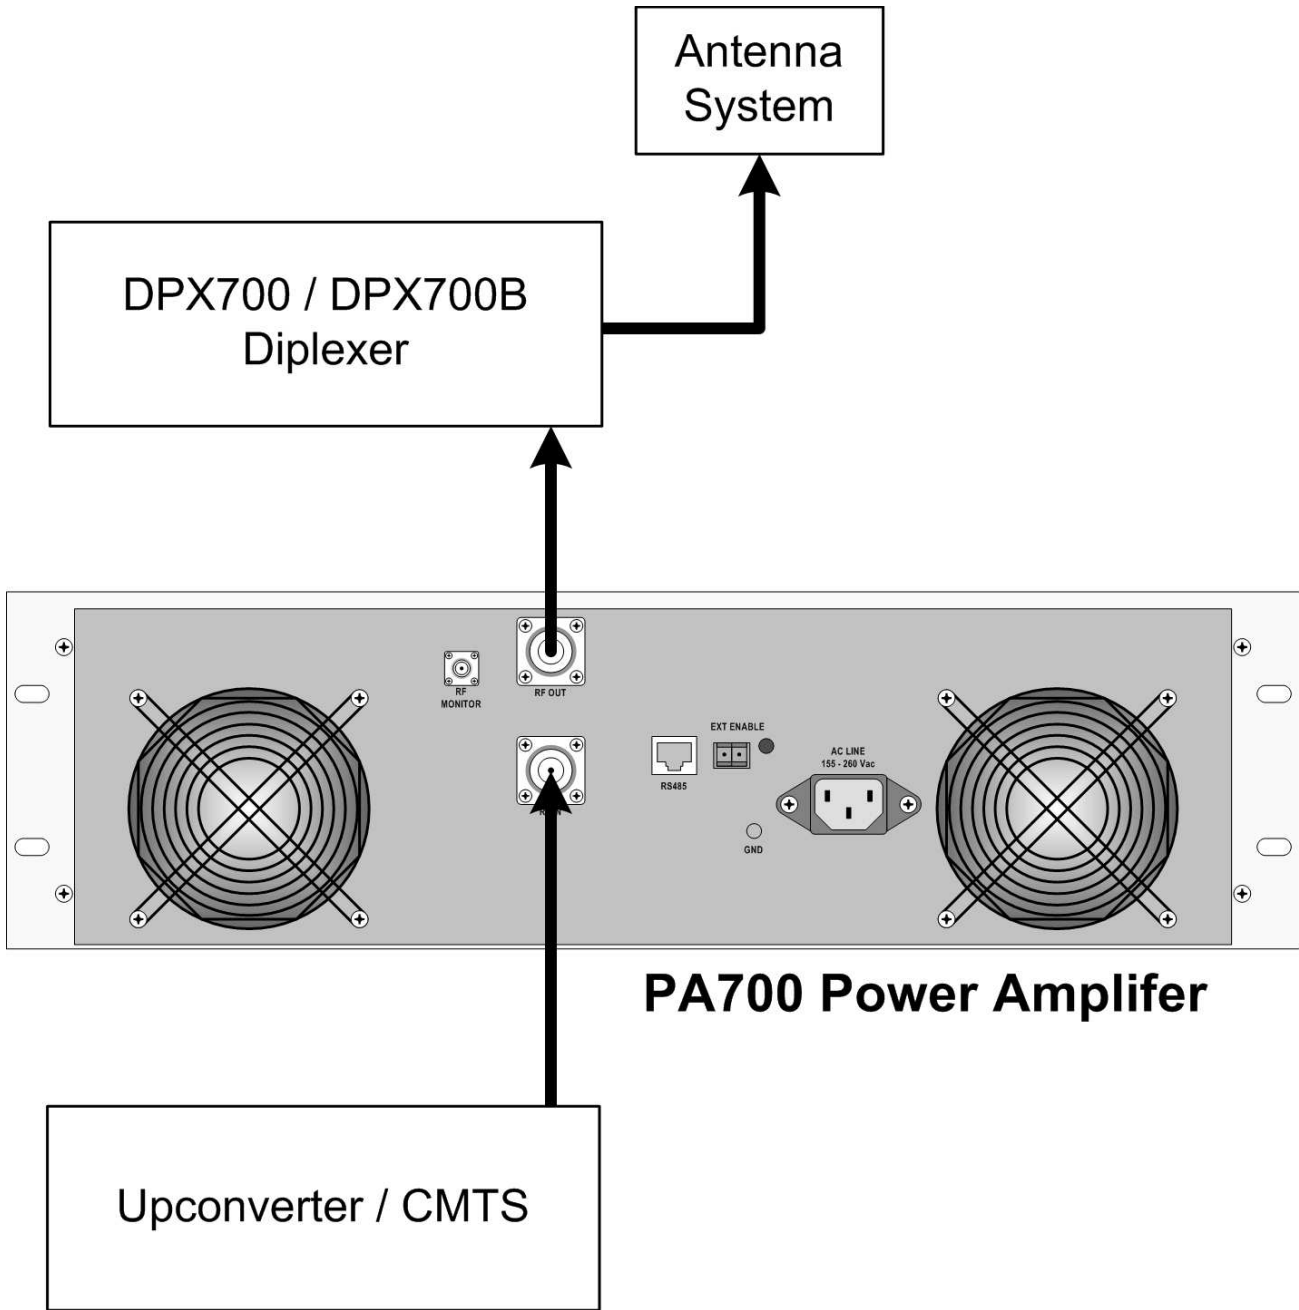 Antenna
System
DPX700 / DPX700B
Diplexer
RF
MONITOR
RF OUT
EXT ENABLE
RS485
AC LINE
155 - 260 Vac
GND
PA700 Power Amplifer
Upconverter / CMTS